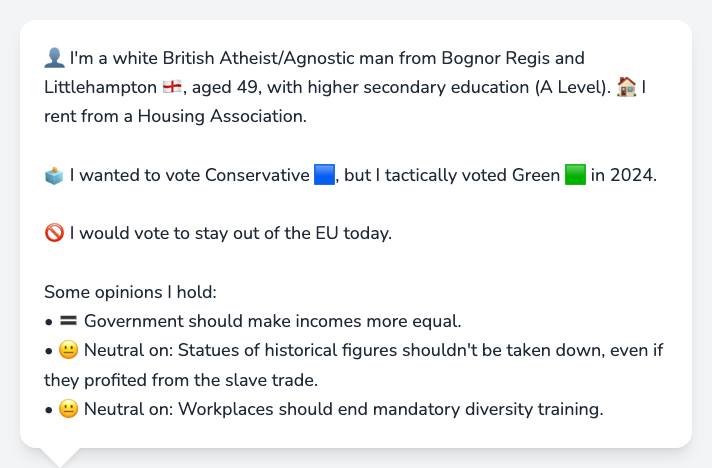 👤 I'm a white British Atheist/Agnostic man from Bognor Regis and
Littlehampton 🏴󠁧󠁢󠁥󠁮󠁧󠁿, aged 49, with higher secondary education (A Level). 🏠 I
rent from a Housing Association.
🗳️ I wanted to vote Conservative 🟦, but I tactically voted Green 🟩 in 2024.
🚫 I would vote to stay out of the EU today.
Some opinions I hold:
• 🟰 Government should make incomes more equal.
• 😐 Neutral on: Statues of historical figures shouldn't be taken down, even if
they profited from the slave trade.
• 😐 Neutral on: Workplaces should end mandatory diversity training.